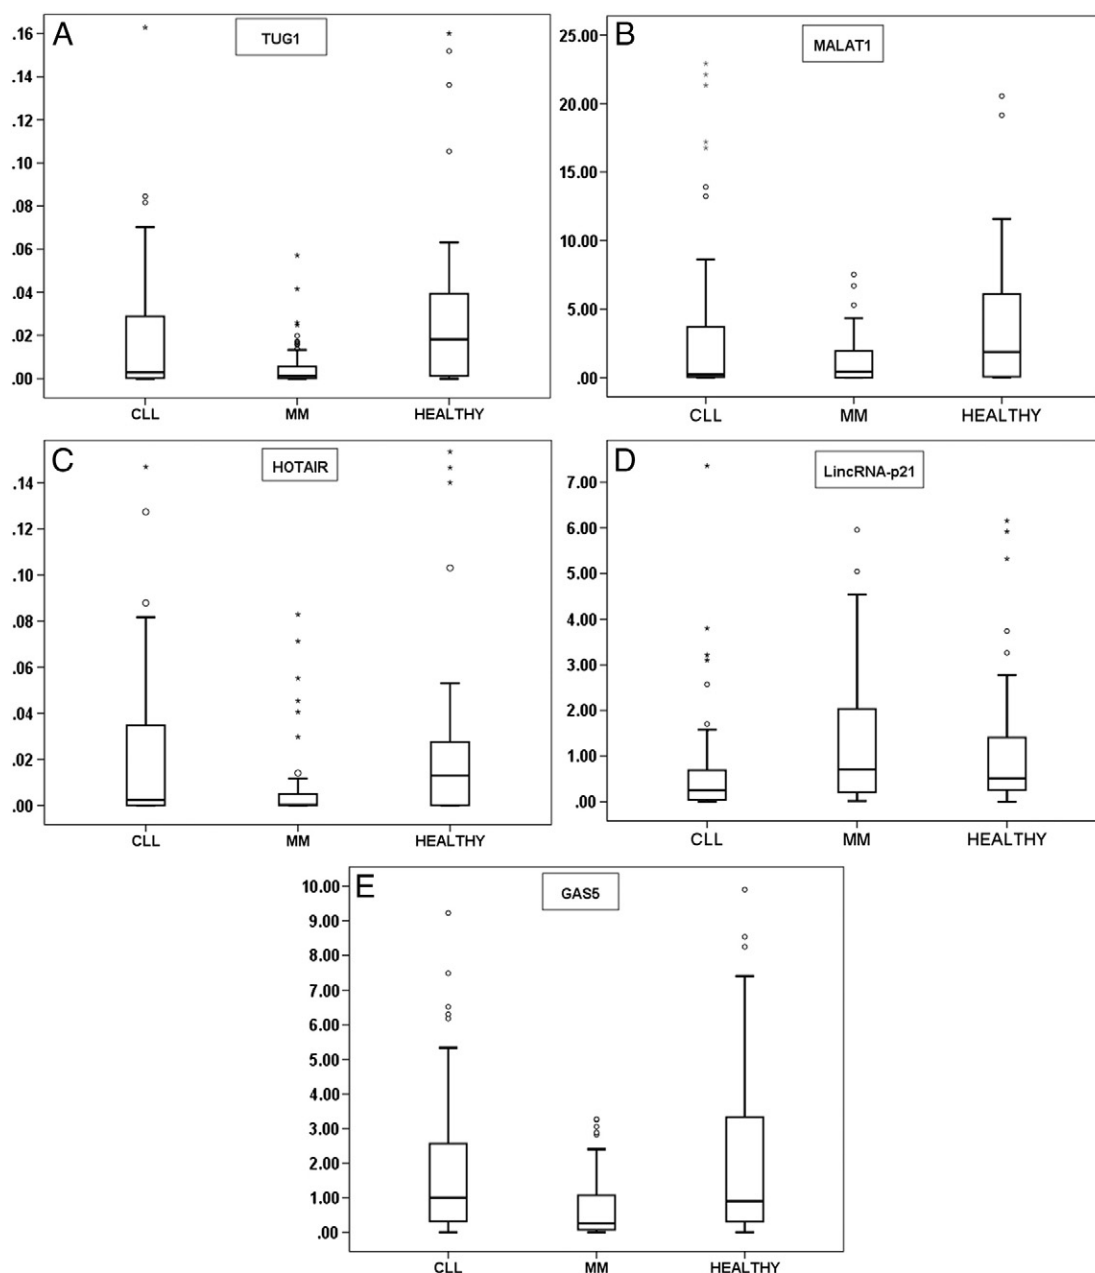 A
TUG1
.16
.14
.12
.10
.08
.06
.04
.02
.00
CLL MM HEALTHY
B
MALAT1
25.00
20.00
15.00
10.00
5.00
.00
CLL MM HEALTHY
C
HOTAIR
.14
.12
.10
.08
.06
.04
.02
.00
CLL MM HEALTHY
D
LincRNA-p21
7.00
6.00
5.00
4.00
3.00
2.00
1.00
.00
CLL MM HEALTHY
E
GAS5
10.00
9.00
8.00
7.00
6.00
5.00
4.00
3.00
2.00
1.00
.00
CLL MM HEALTHY